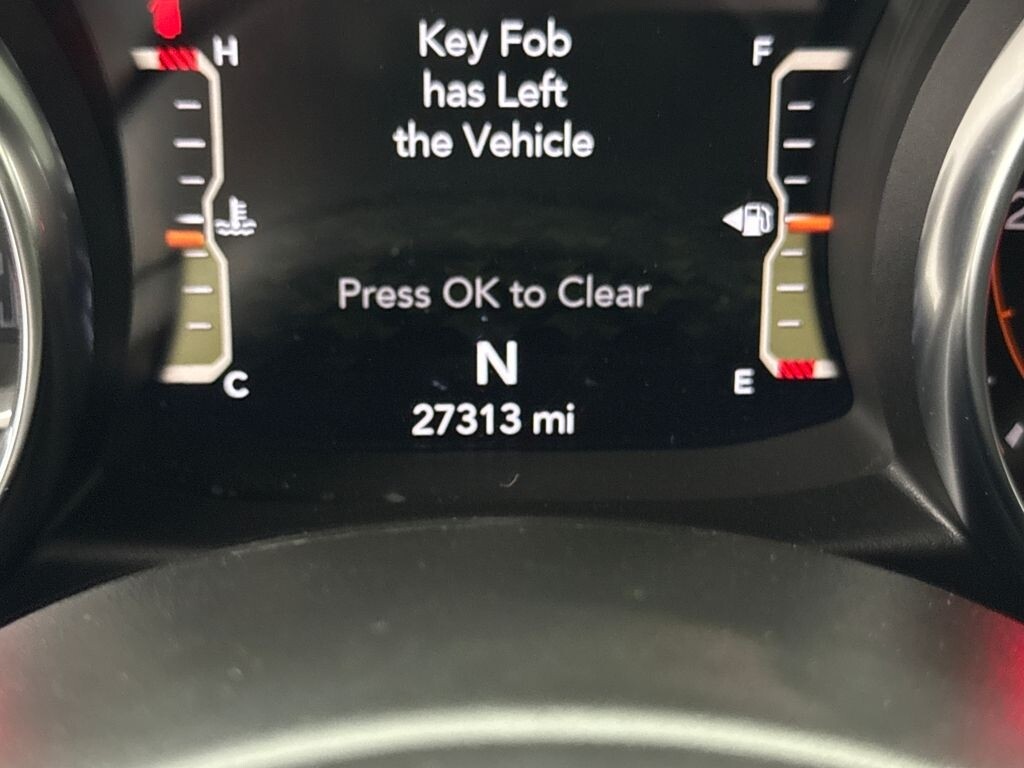 Key Fob
has Left
the Vehicle
H
F
Press OK to Clear
N
C
E
27313 mi